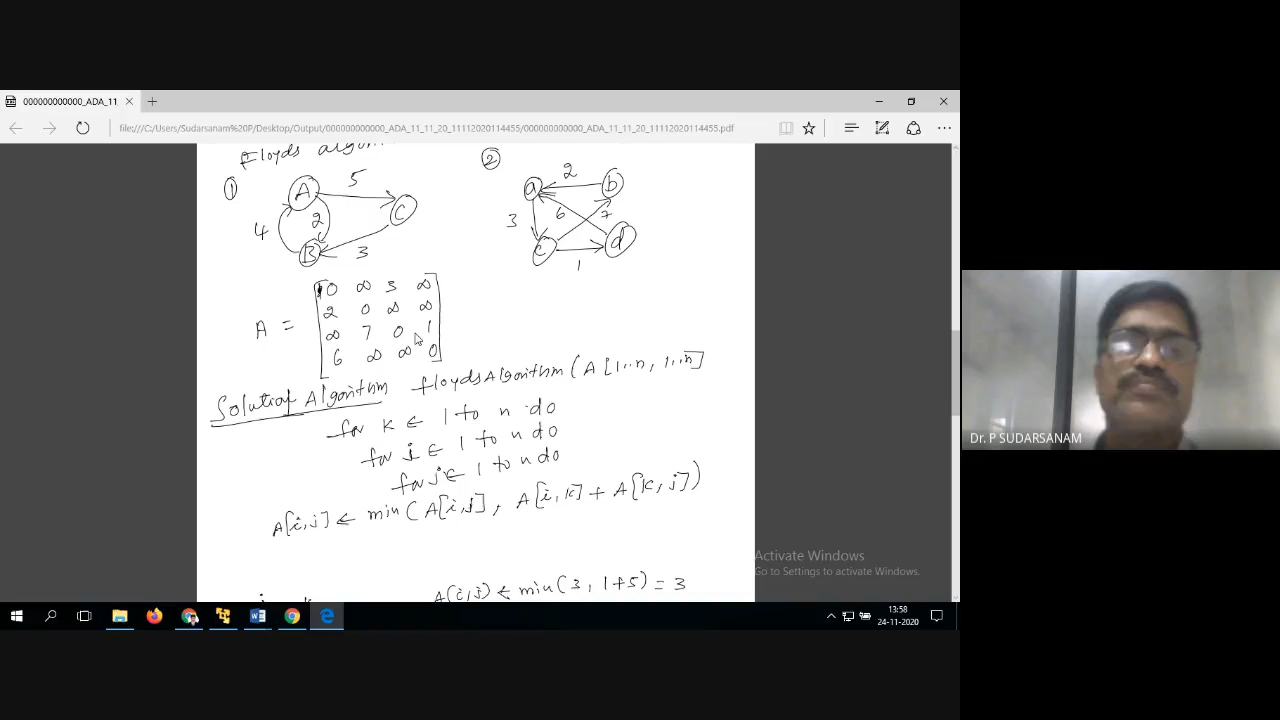 000000000000_ADA_11
file:///C:/Users/Sudarsanam%20P/Desktop/Output/000000000000_ADA_11_11_20_11112020114455/000000000000_ADA_11_11_20_11112020114455.pdf
Floyds algorithm
① ②
A 5 C 4 2 B 3
a 2 b 3 6 7 c d 1
A = [ 0 ∞ 3 ∞
2 0 ∞ ∞
∞ 7 0 1
6 ∞ ∞ 0 ]
Solution Algorithm floydsAlgorithm (A[1..n, 1..n]
for k ← 1 to n do
for i ← 1 to n do
for j ← 1 to n do
A[i,j] ← min(A[i,j], A[i,k] + A[k,j])
A(i,j) ← min(3, 1+5) = 3
Activate Windows
Go to Settings to activate Windows.
13:58
24-11-2020
Dr. P SUDARSANAM